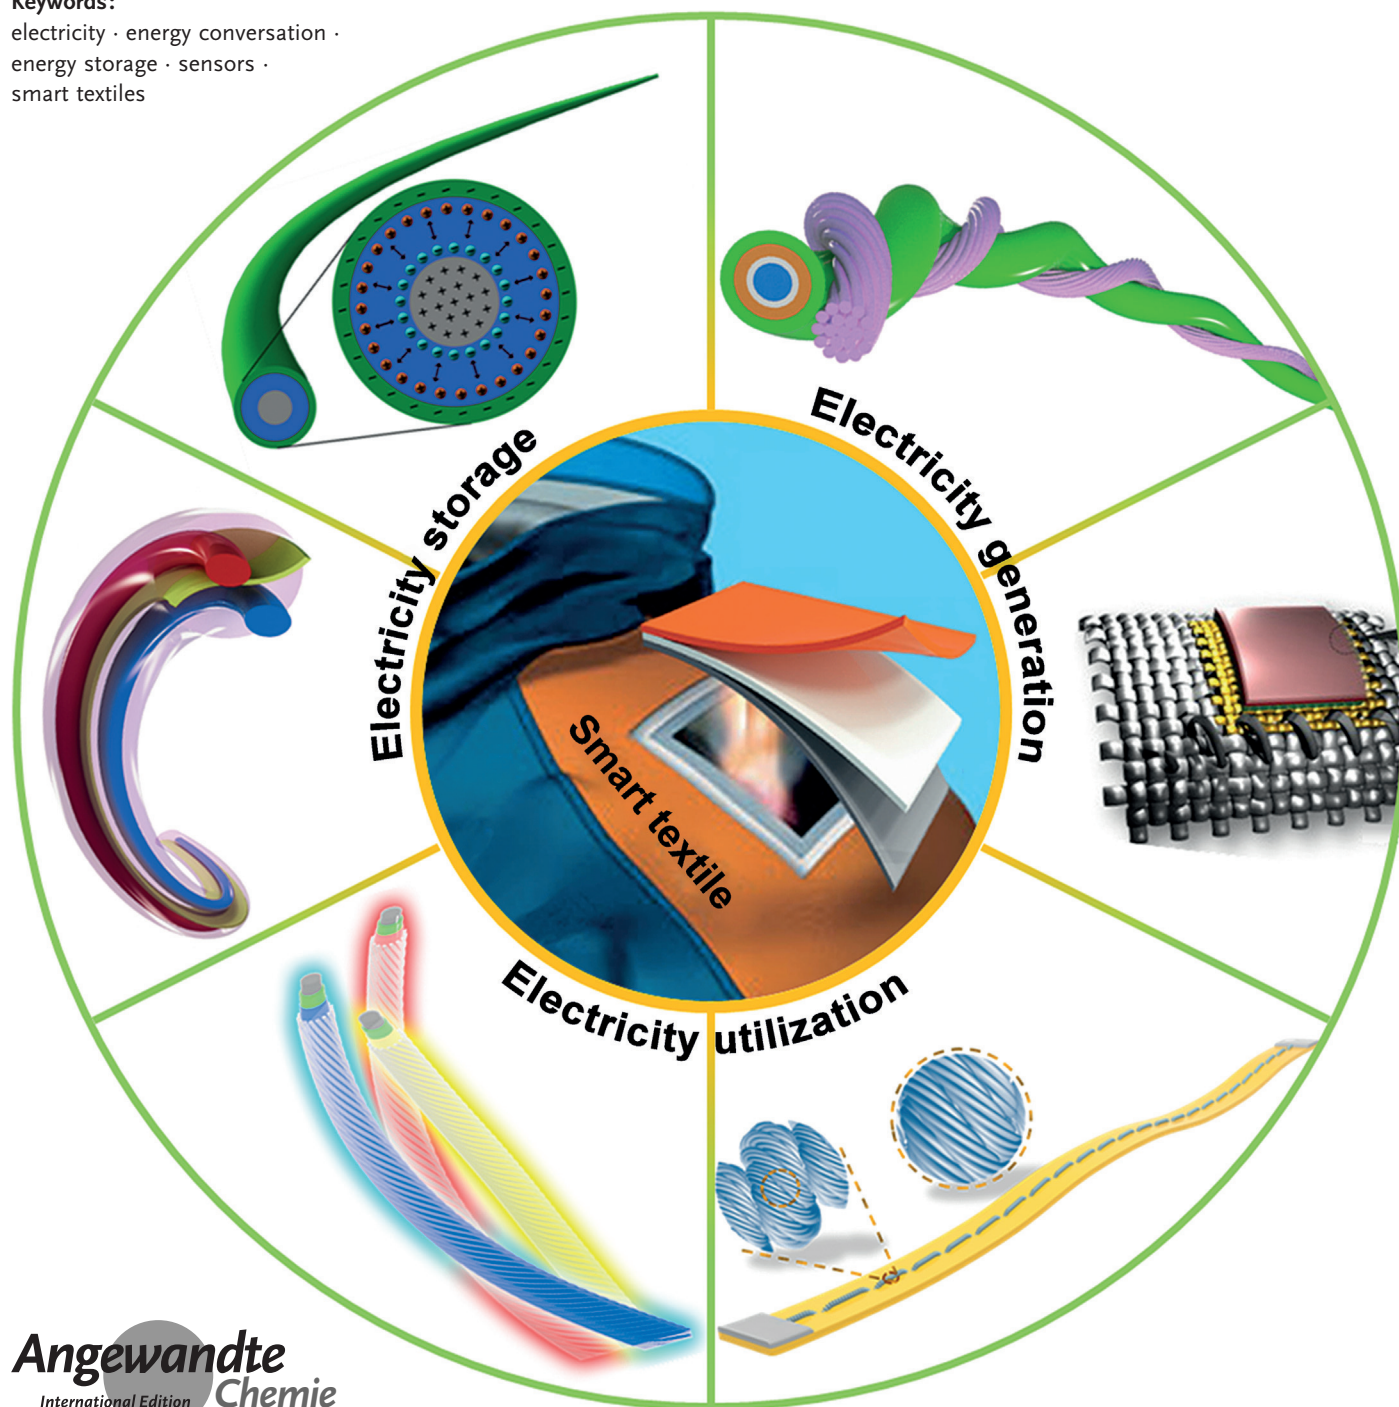 Keywords:
electricity · energy conversation ·
energy storage · sensors ·
smart textiles
Electricity storage
Electricity generation
Smart textile
Electricity utilization
Angewandte
International Edition Chemie